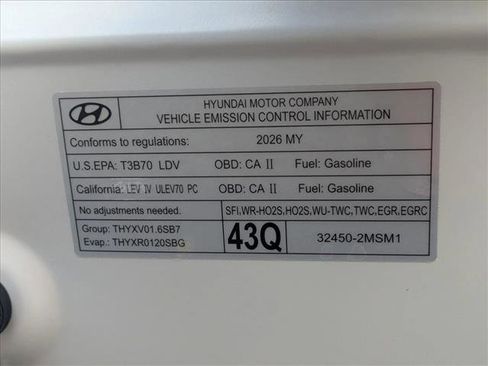 HYUNDAI MOTOR COMPANY
VEHICLE EMISSION CONTROL INFORMATION
Conforms to regulations: 2026 MY
U.S.EPA: T3B70 LDV OBD: CA II Fuel: Gasoline
California: LEV IV ULEV70 PC OBD: CA II Fuel: Gasoline
No adjustments needed. SFI,WR-HO2S,HO2S,WU-TWC,TWC,EGR,EGRC
Group: THYXV01.6SB7
Evap.: THYXR0120SBG
43Q
32450-2MSM1